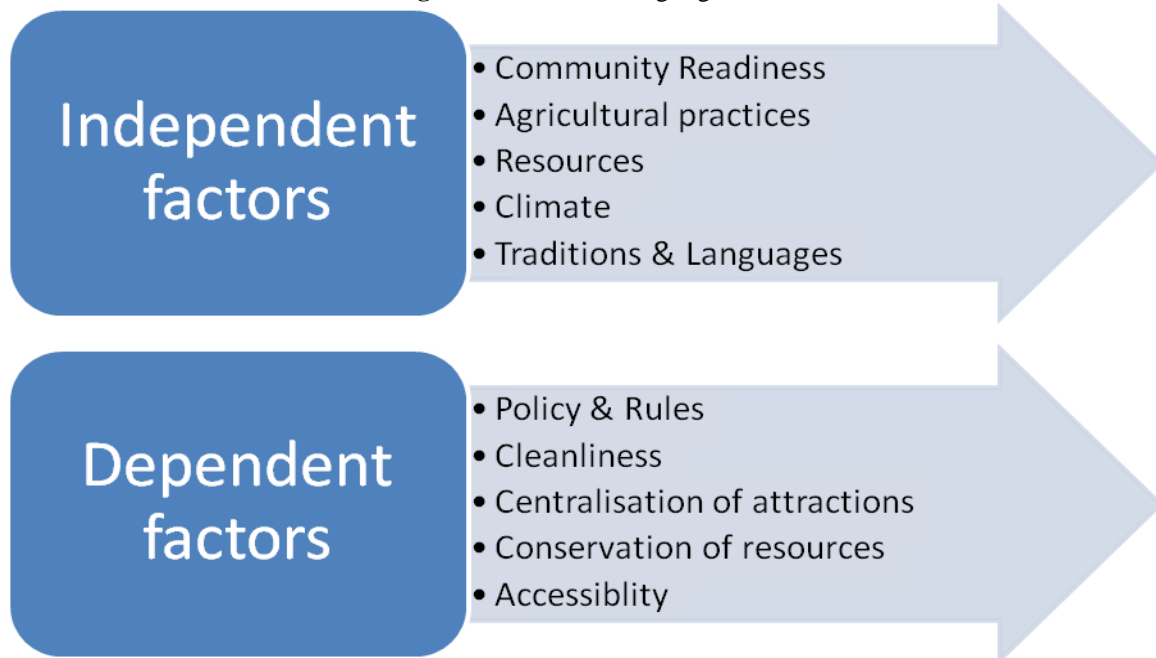 Independent
factors
• Community Readiness
• Agricultural practices
• Resources
• Climate
• Traditions & Languages
Dependent
factors
• Policy & Rules
• Cleanliness
• Centralisation of attractions
• Conservation of resources
• Accessiblity